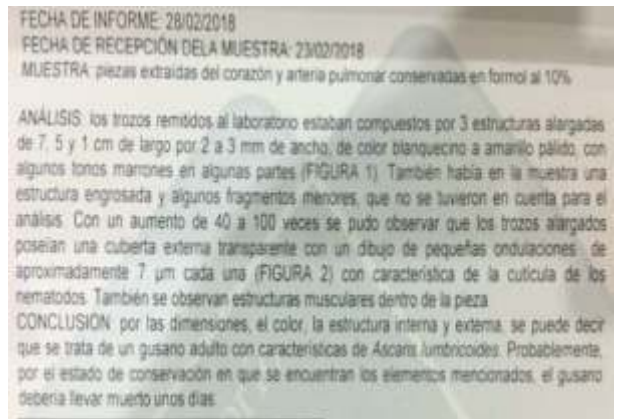 FECHA DE INFORME: 28/02/2018
FECHA DE RECEPCIÓN DELA MUESTRA: 23/02/2018
MUESTRA: piezas extraídas del corazón y arteria pulmonar conservadas en formol al 10%
ANÁLISIS: los trozos remitidos al laboratorio estaban compuestos por 3 estructuras alargadas
de 7, 5 y 1 cm de largo por 2 a 3 mm de ancho, de color blanquecino a amarillo pálido, con
algunos tonos marrones en algunas partes (FIGURA 1). También había en la muestra una
estructura engrosada y algunos fragmentos menores, que no se tuvieron en cuenta para el
análisis. Con un aumento de 40 a 100 veces se pudo observar que los trozos alargados
poseían una cubierta externa transparente con un dibujo de pequeñas ondulaciones de
aproximadamente 7 µm cada una (FIGURA 2) con característica de la cutícula de los
nematodos. También se observan estructuras musculares dentro de la pieza.
CONCLUSION: por las dimensiones, el color, la estructura interna y externa, se puede decir
que se trata de un gusano adulto con características de Ascaris lumbricoides. Probablemente,
por el estado de conservación en que se encuentran los elementos mencionados, el gusano
debería llevar muerto unos días.